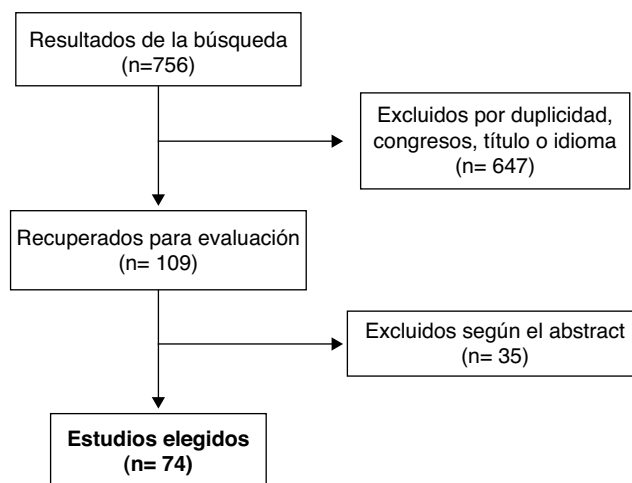 Resultados de la búsqueda
(n=756)
Excluidos por duplicidad,
congresos, título o idioma
(n= 647)
Recuperados para evaluación
(n= 109)
Excluidos según el abstract
(n= 35)
Estudios elegidos
(n= 74)